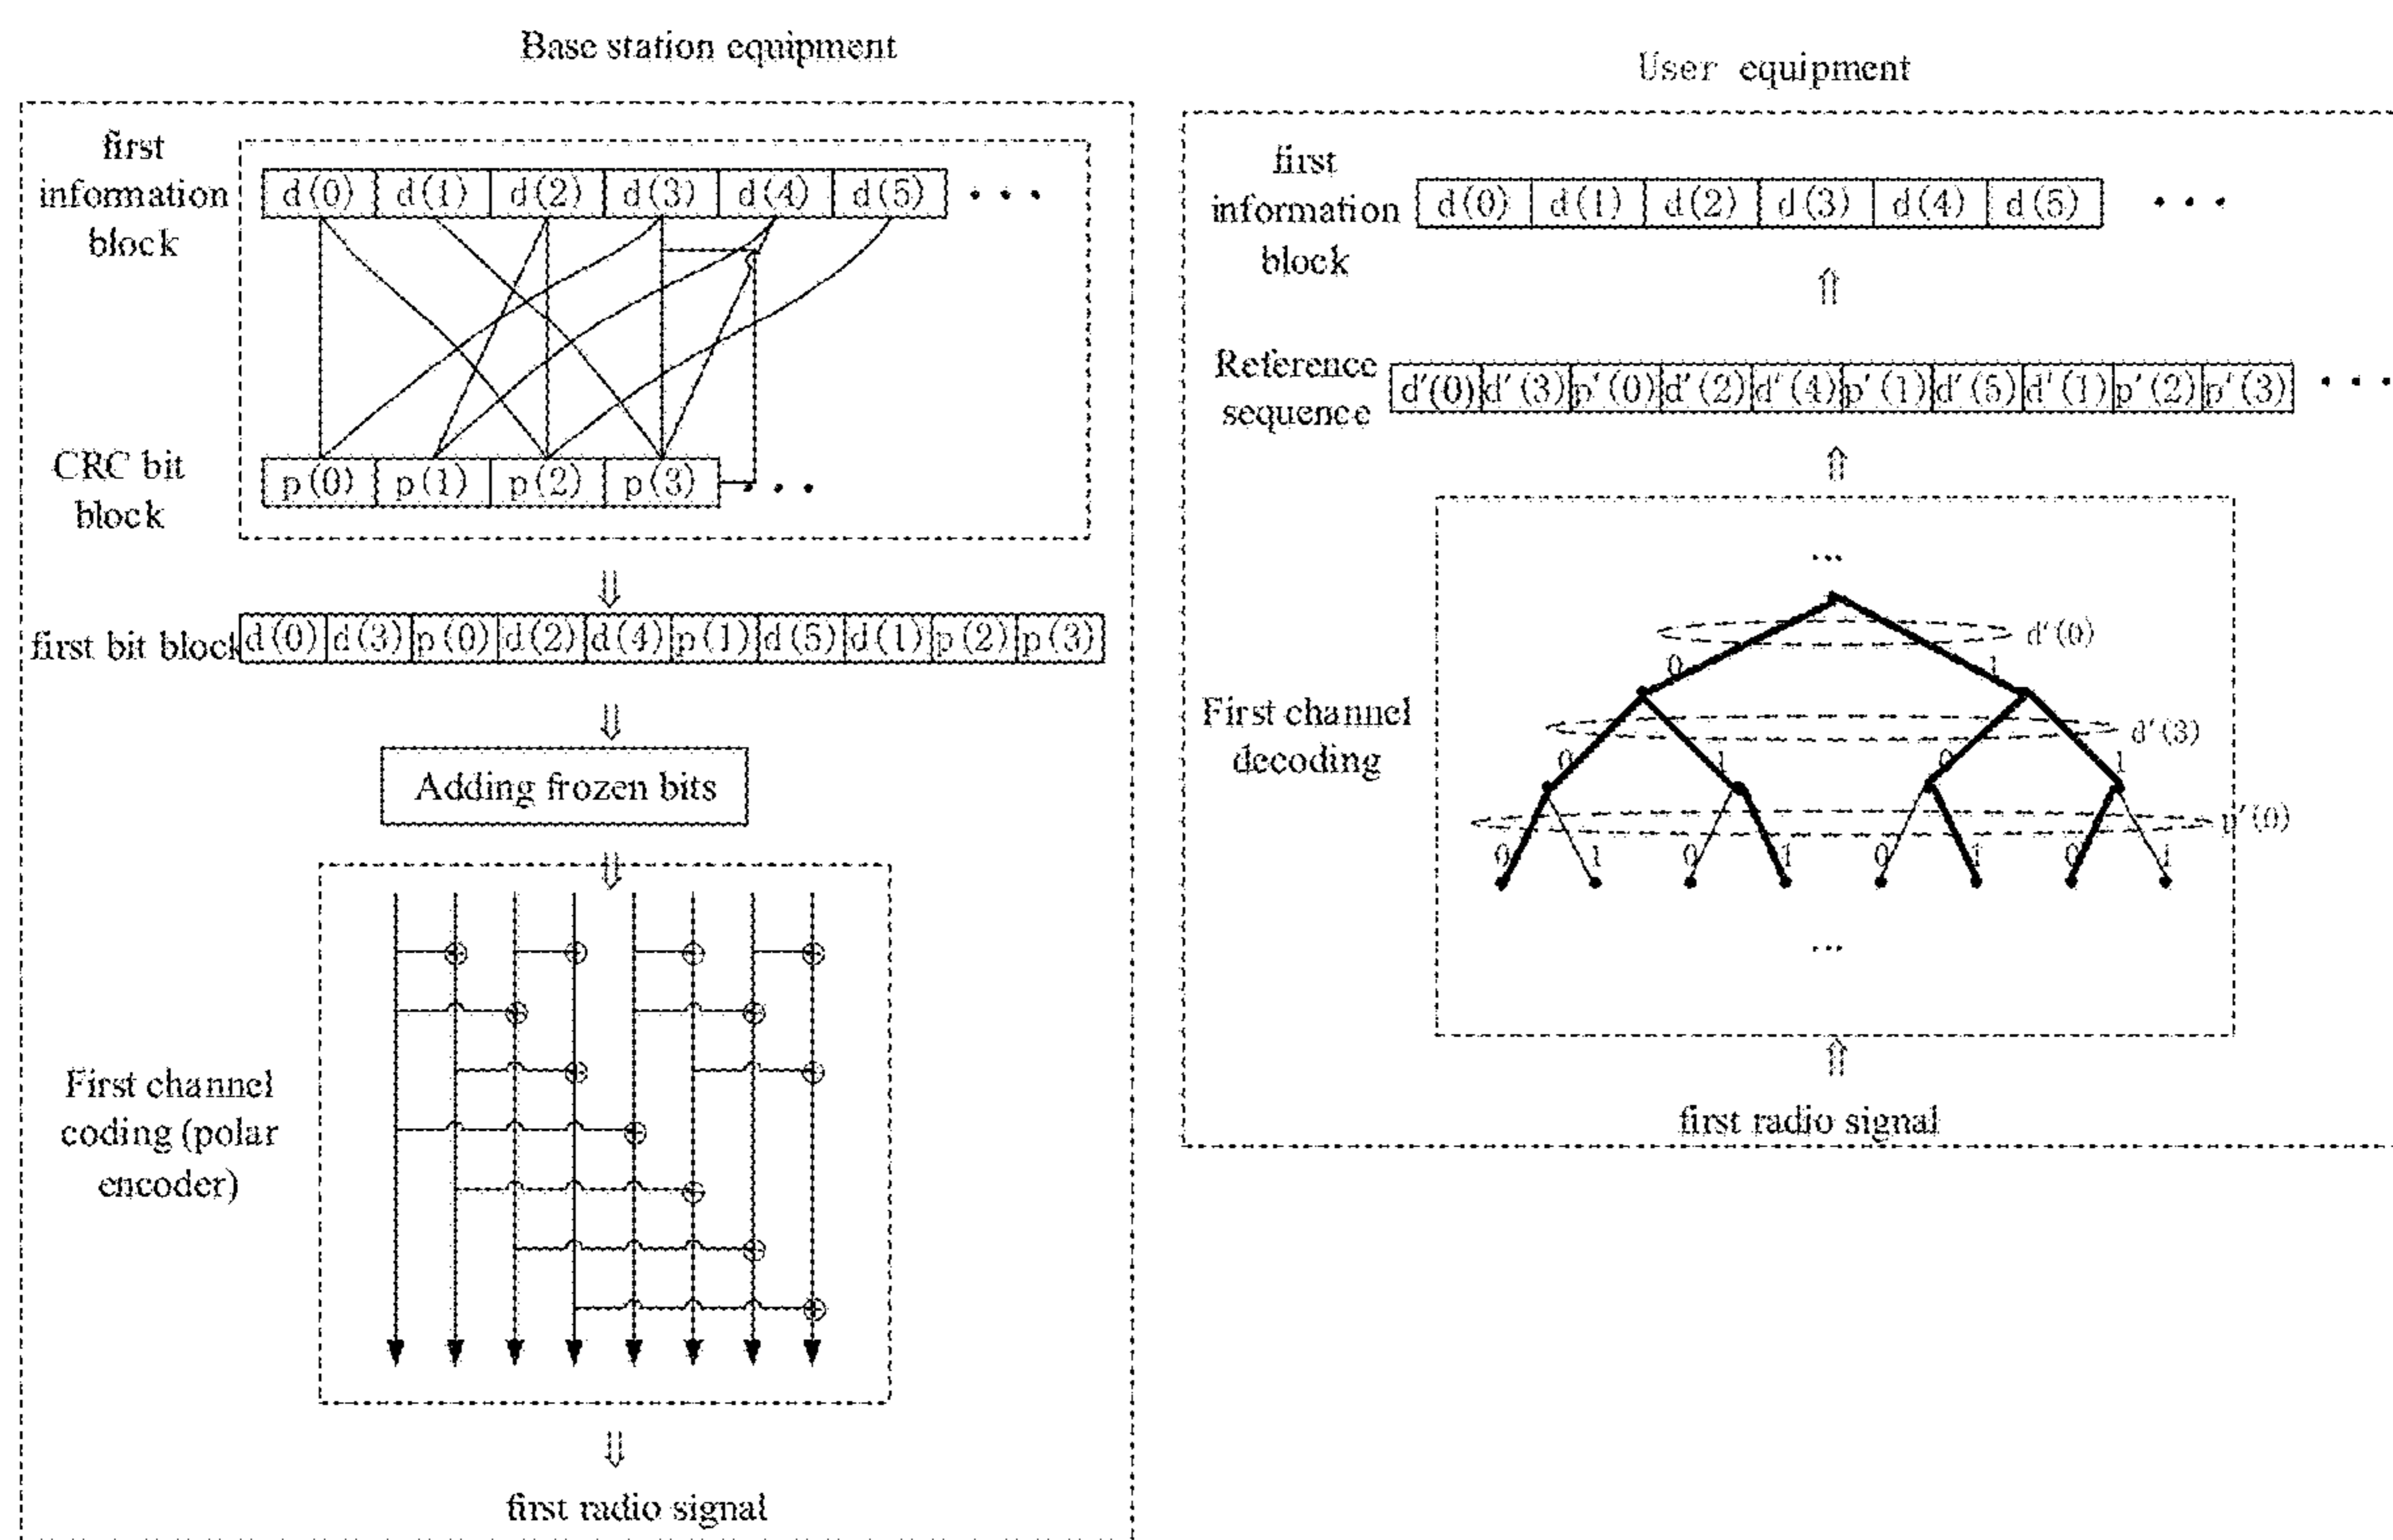 Base station equipment
first
information
block
d(0) d(1) d(2) d(3) d(4) d(5) ···
CRC bit
block
p(0) p(1) p(2) p(3) ···
first bit block d(0) d(3) p(0) d(2) d(4) p(1) d(5) d(1) p(2) p(3)
Adding frozen bits
First channel
coding (polar
encoder)
first radio signal
User equipment
first
information
block
d(0) d(1) d(2) d(3) d(4) d(5) ···
Reference
sequence
d'(0) d'(3) p'(0) d'(2) d'(4) p'(1) d'(5) d'(1) p'(2) p'(3) ···
First channel
decoding
...
d'(0)
0 1
d'(3)
0 1 0 1
p'(0)
0 1 0 1 0 1 0 1
...
first radio signal